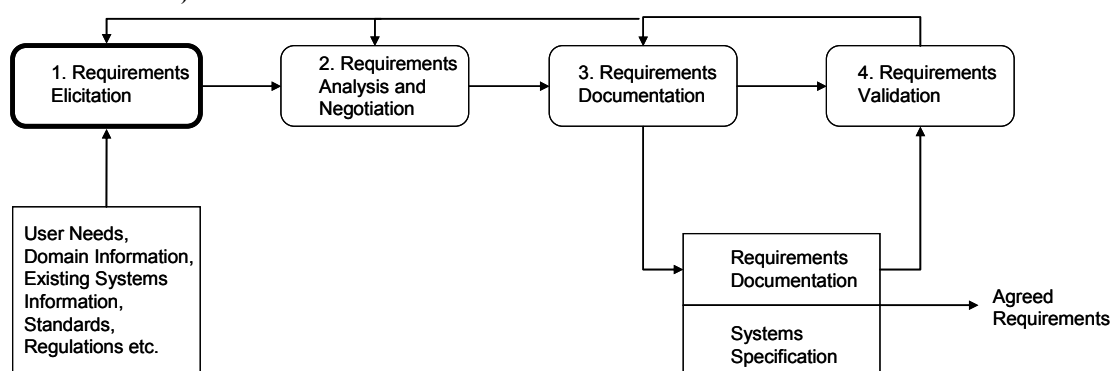 1. Requirements
Elicitation
2. Requirements
Analysis and
Negotiation
3. Requirements
Documentation
4. Requirements
Validation
User Needs,
Domain Information,
Existing Systems
Information,
Standards,
Regulations etc.
Requirements
Documentation
Systems
Specification
Agreed
Requirements